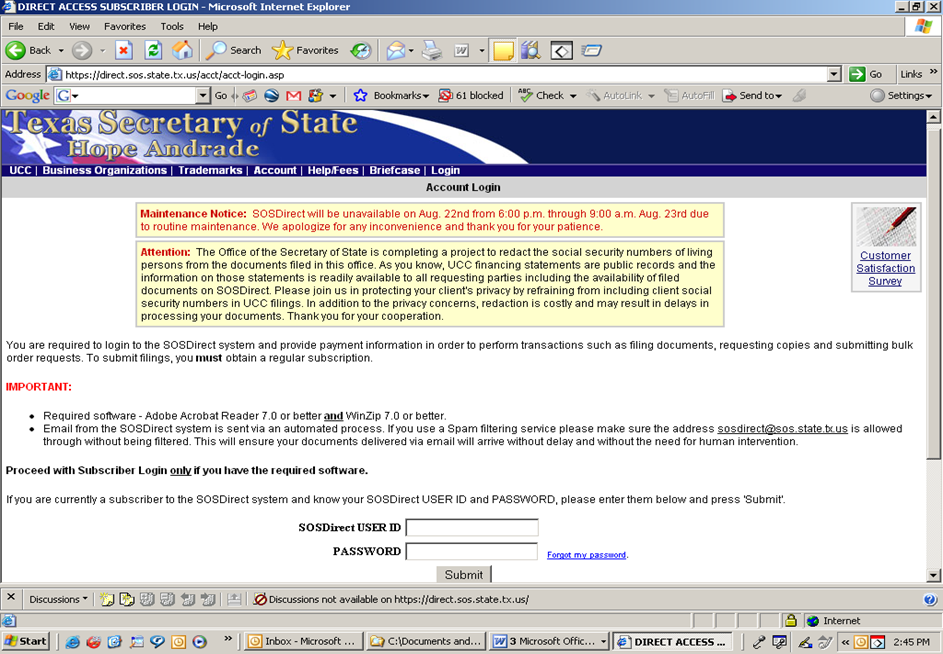 DIRECT ACCESS SUBSCRIBER LOGIN - Microsoft Internet Explorer
File Edit View Favorites Tools Help
Back Search Favorites
Address https://direct.sos.state.tx.us/acct/acct-login.asp Go Links »
Google G Go Bookmarks 61 blocked ABC Check AutoLink AutoFill Send to Settings
Texas Secretary of State
Hope Andrade
UCC | Business Organizations | Trademarks | Account | Help/Fees | Briefcase | Login
Account Login
Maintenance Notice: SOSDirect will be unavailable on Aug. 22nd from 6:00 p.m. through 9:00 a.m. Aug. 23rd due
to routine maintenance. We apologize for any inconvenience and thank you for your patience.
Attention: The Office of the Secretary of State is completing a project to redact the social security numbers of living
persons from the documents filed in this office. As you know, UCC financing statements are public records and the
information on those statements is readily available to all requesting parties including the availability of filed
documents on SOSDirect. Please join us in protecting your client's privacy by refraining from including client social
security numbers in UCC filings. In addition to the privacy concerns, redaction is costly and may result in delays in
processing your documents. Thank you for your cooperation.
Customer
Satisfaction
Survey
You are required to login to the SOSDirect system and provide payment information in order to perform transactions such as filing documents, requesting copies and submitting bulk
order requests. To submit filings, you must obtain a regular subscription.
IMPORTANT:
• Required software - Adobe Acrobat Reader 7.0 or better and WinZip 7.0 or better.
• Email from the SOSDirect system is sent via an automated process. If you use a Spam filtering service please make sure the address sosdirect@sos.state.tx.us is allowed
through without being filtered. This will ensure your documents delivered via email will arrive without delay and without the need for human intervention.
Proceed with Subscriber Login only if you have the required software.
If you are currently a subscriber to the SOSDirect system and know your SOSDirect USER ID and PASSWORD, please enter them below and press 'Submit'.
SOSDirect USER ID
PASSWORD Forgot my password.
Submit
Discussions Discussions not available on https://direct.sos.state.tx.us/
Internet
Start » Inbox - Microsoft ... C:\Documents and... 3 Microsoft Offic... DIRECT ACCESS ... « 2:45 PM